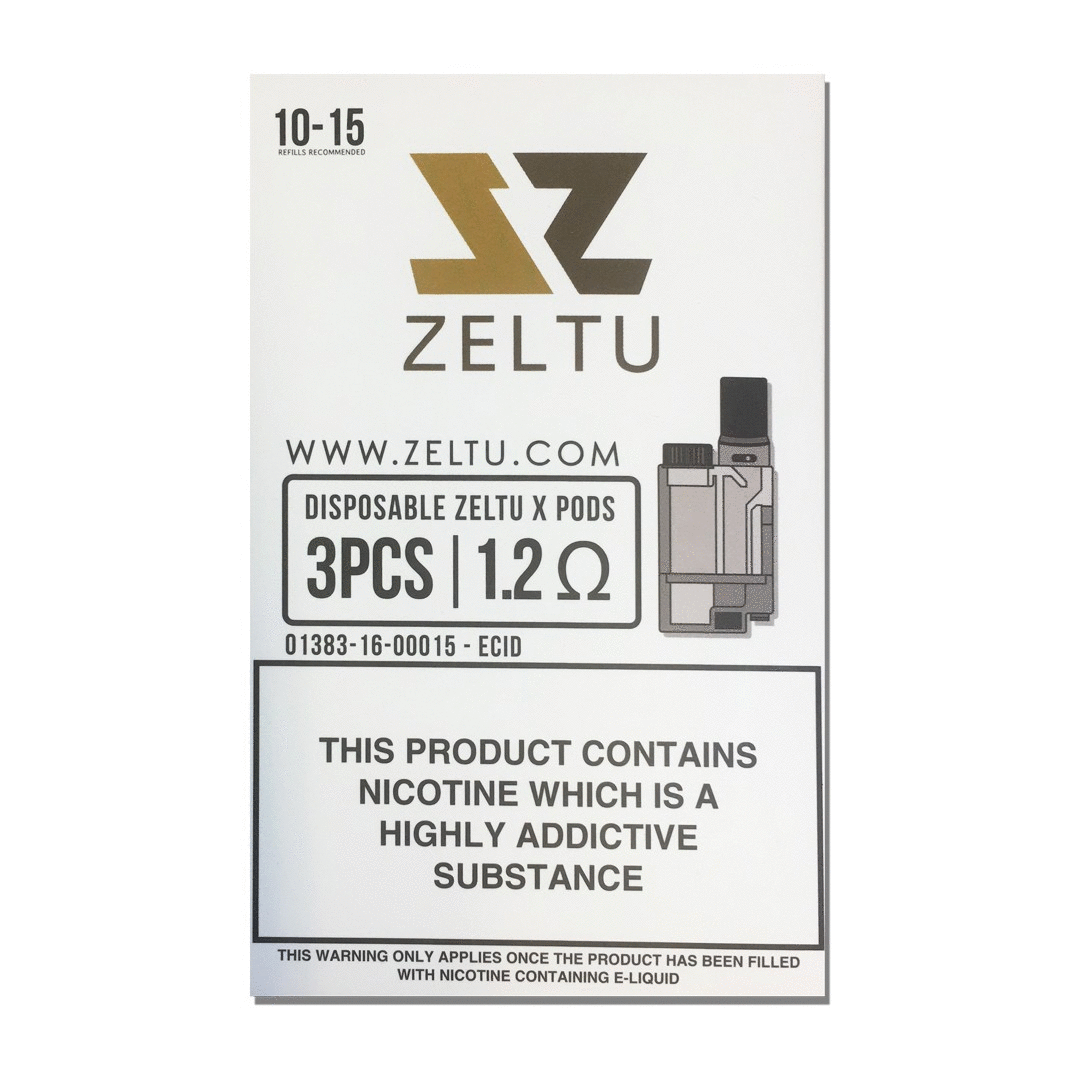 10-15
REFILLS RECOMMENDED
ZELTU
WWW.ZELTU.COM
DISPOSABLE ZELTU X PODS
3PCS | 1.2 Ω
01383-16-00015 - ECID
THIS PRODUCT CONTAINS
NICOTINE WHICH IS A
HIGHLY ADDICTIVE
SUBSTANCE
THIS WARNING ONLY APPLIES ONCE THE PRODUCT HAS BEEN FILLED
WITH NICOTINE CONTAINING E-LIQUID